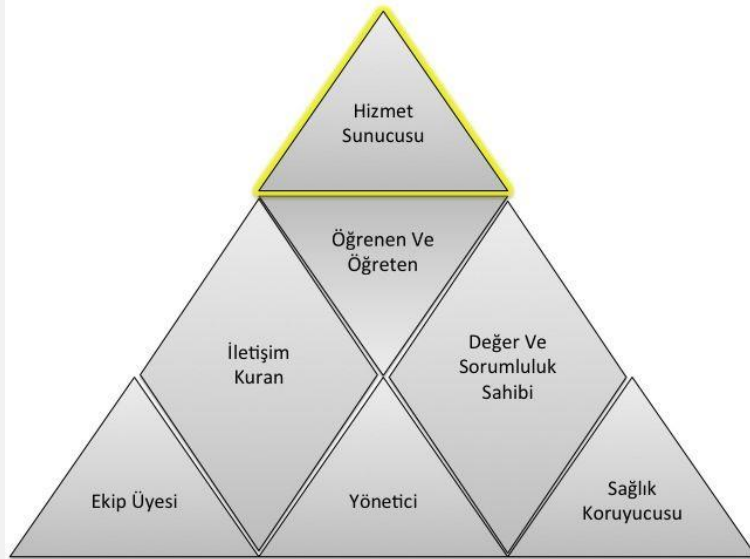 Hizmet
Sunucusu
Öğrenen Ve
Öğreten
İletişim
Kuran
Değer Ve
Sorumluluk
Sahibi
Ekip Üyesi
Yönetici
Sağlık
Koruyucusu